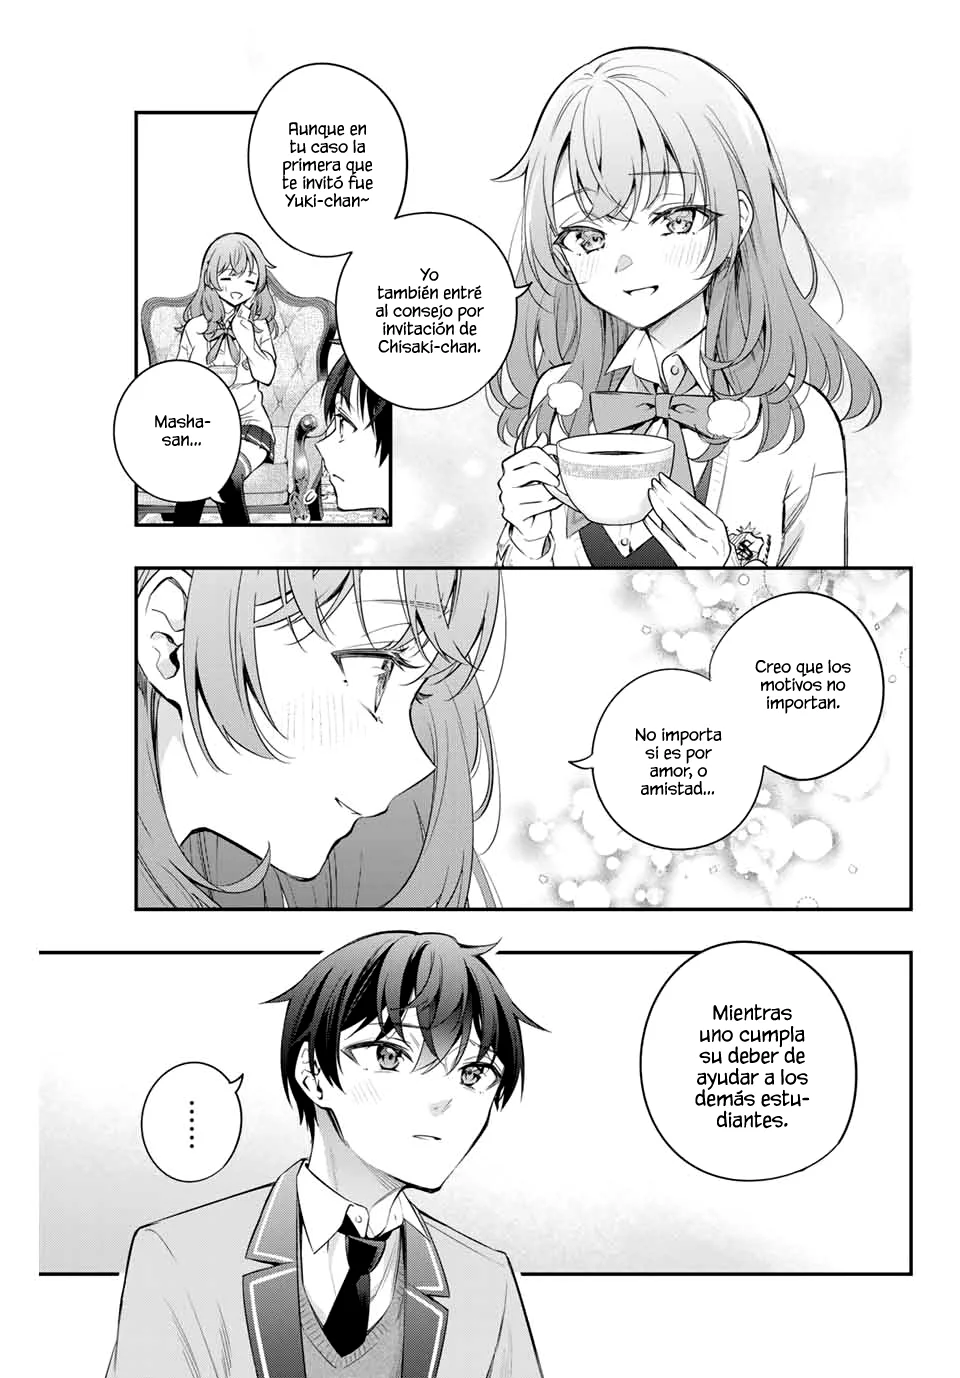 Yo
también entré
al consejo por
invitación de
Chisaki-chan.
Aunque en
tu caso la
primera que
te invitó fue
Yuki-chan~
Masha-
san...
Creo que los
motivos no
importan.
No importa
si es por
amor, o
amistad...
Mientras
uno cumpla
su deber de
ayudar a los
demás estu-
diantes.
......